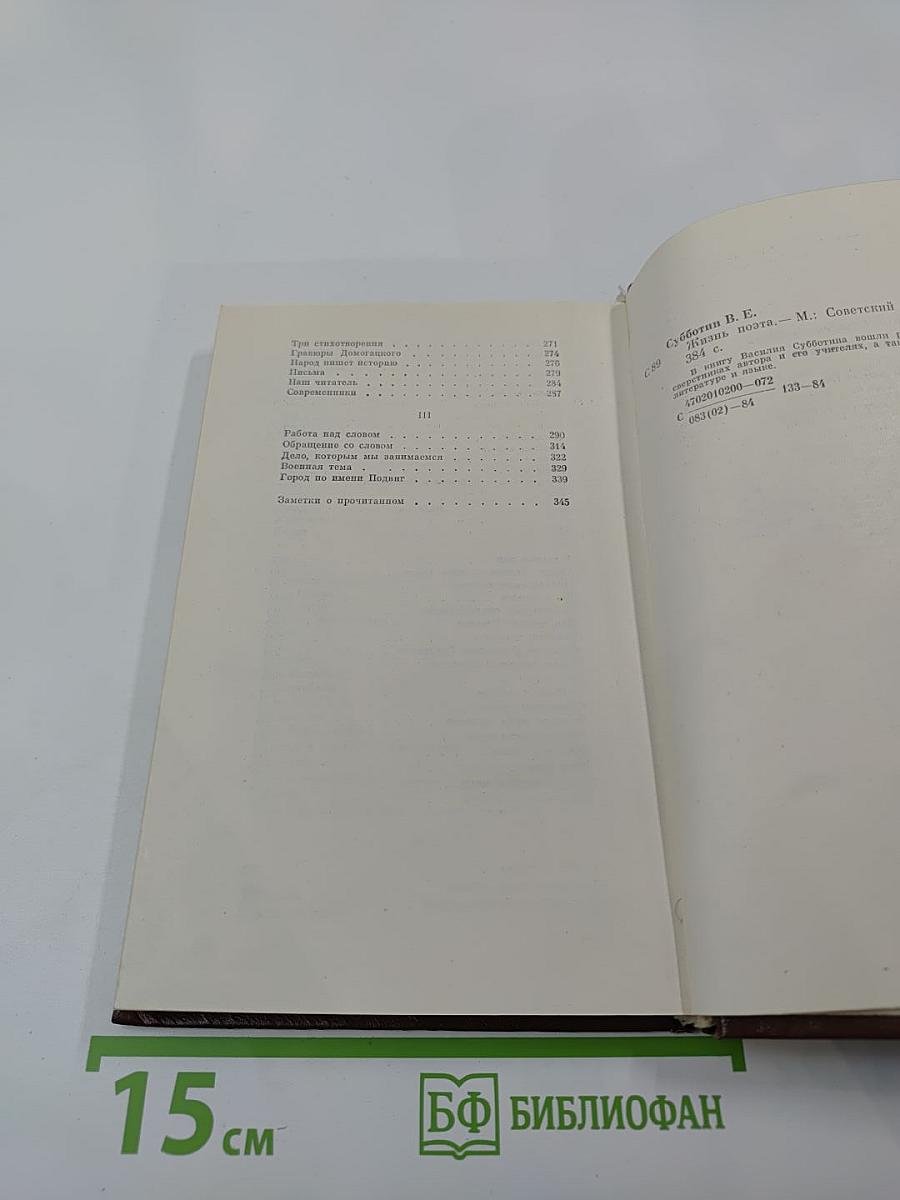 Три стихотворения . . . . . . . . . . . 271
Гравюры Домогацкого . . . . . . . . . . 274
Народ пишет историю . . . . . . . . . . 276
Письма . . . . . . . . . . . . . 279
Наш читатель . . . . . . . . . . . . 284
Современники . . . . . . . . . . . . 287
III
Работа над словом . . . . . . . . . . . 290
Обращение со словом . . . . . . . . . . 314
Дело, которым мы занимаемся . . . . . . . 322
Военная тема . . . . . . . . . . . . 329
Город по имени Подвиг . . . . . . . . . . 339
Заметки о прочитанном . . . . . . . . . . 345
Субботин В. Е.
С 89 Жизнь поэта.— М.: Советский
384 с.
В книгу Василия Субботина вошли
сверстниках автора и его учителях, а
литературе и языке.
С 4702010200—072
083(02)—84 133—84
15 см
БФ БИБЛИОФАН